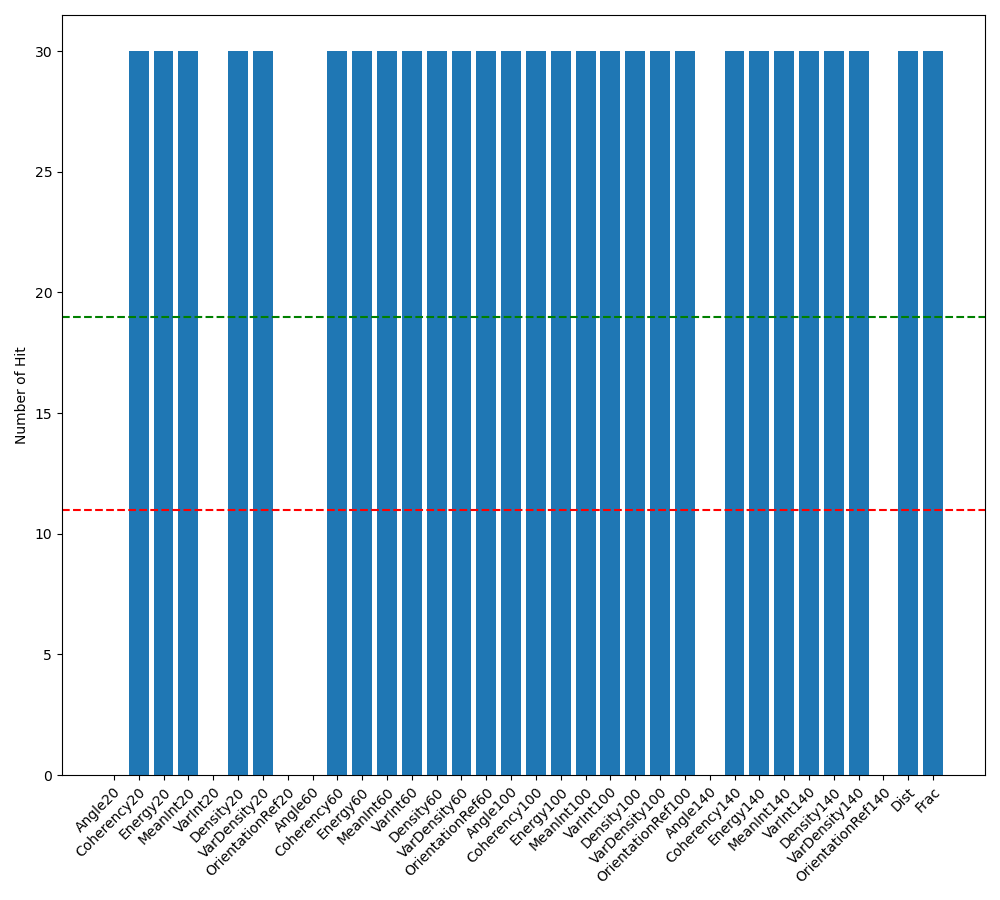 30
25
20
15
10
5
0
Number of Hit
Angle20
Coherency20
Energy20
MeanInt20
VarInt20
Density20
VarDensity20
OrientationRef20
Angle60
Coherency60
Energy60
MeanInt60
VarInt60
Density60
VarDensity60
OrientationRef60
Angle100
Coherency100
Energy100
MeanInt100
VarInt100
Density100
VarDensity100
OrientationRef100
Angle140
Coherency140
Energy140
MeanInt140
VarInt140
Density140
VarDensity140
OrientationRef140
Dist
Frac